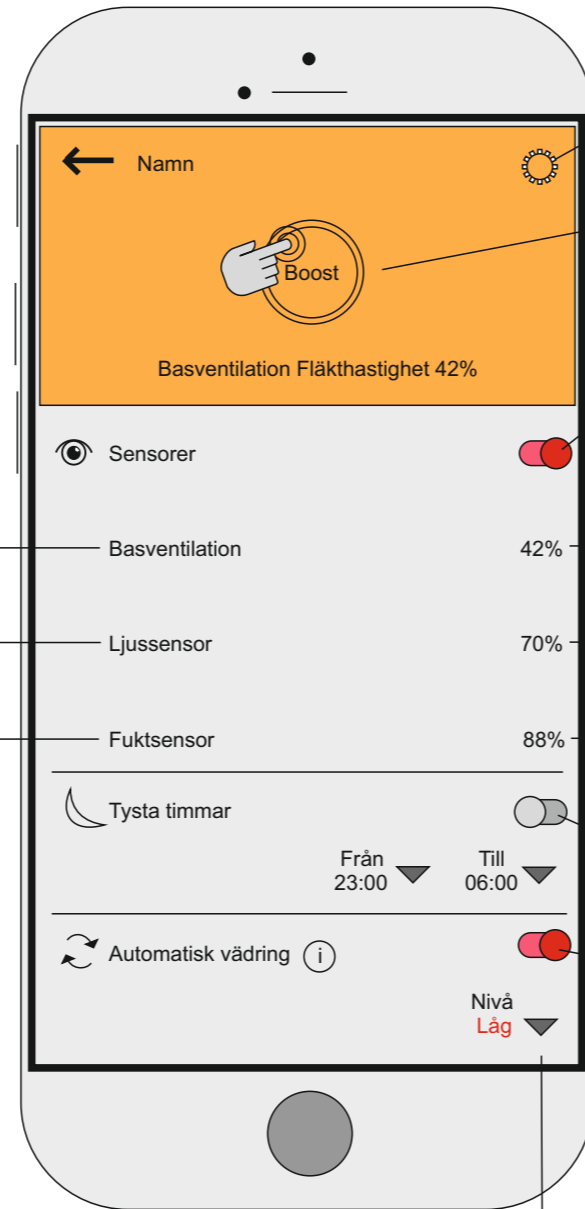 Namn
Boost
Basventilation Fläkthastighet 42%
Sensorer
Basventilation 42%
Ljussensor 70%
Fuktsensor 88%
Tysta timmar
Från Till
23:00 06:00
Automatisk vädring i
Nivå
Låg